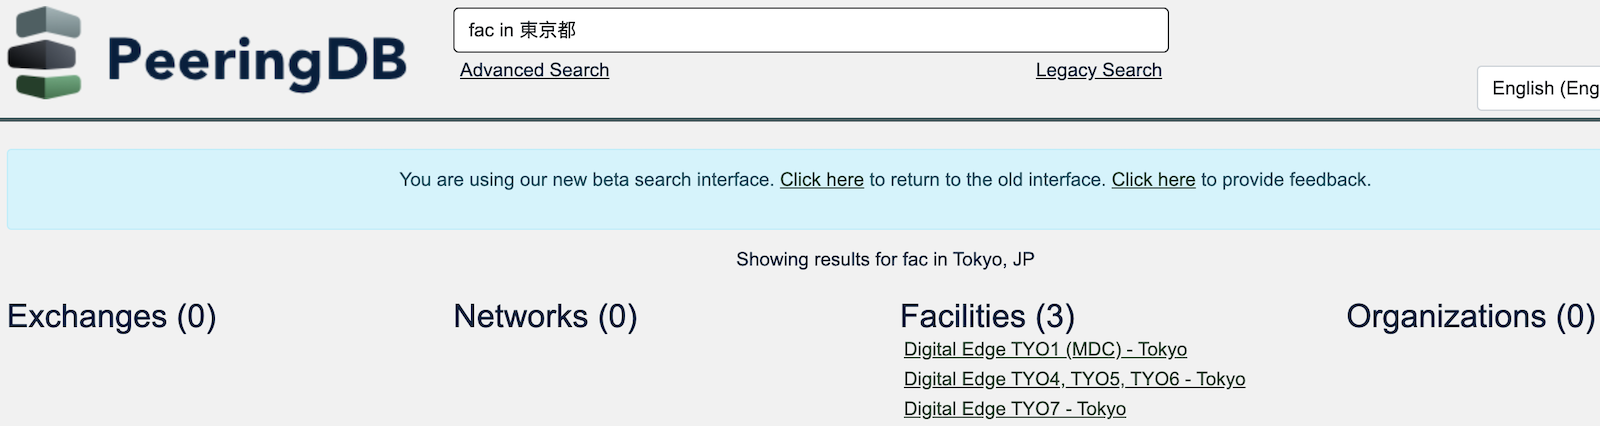 PeeringDB
fac in 東京都
Advanced Search
Legacy Search
English (Eng
You are using our new beta search interface. Click here to return to the old interface. Click here to provide feedback.
Showing results for fac in Tokyo, JP
Exchanges (0)
Networks (0)
Facilities (3)
Digital Edge TYO1 (MDC) - Tokyo
Digital Edge TYO4, TYO5, TYO6 - Tokyo
Digital Edge TYO7 - Tokyo
Organizations (0)